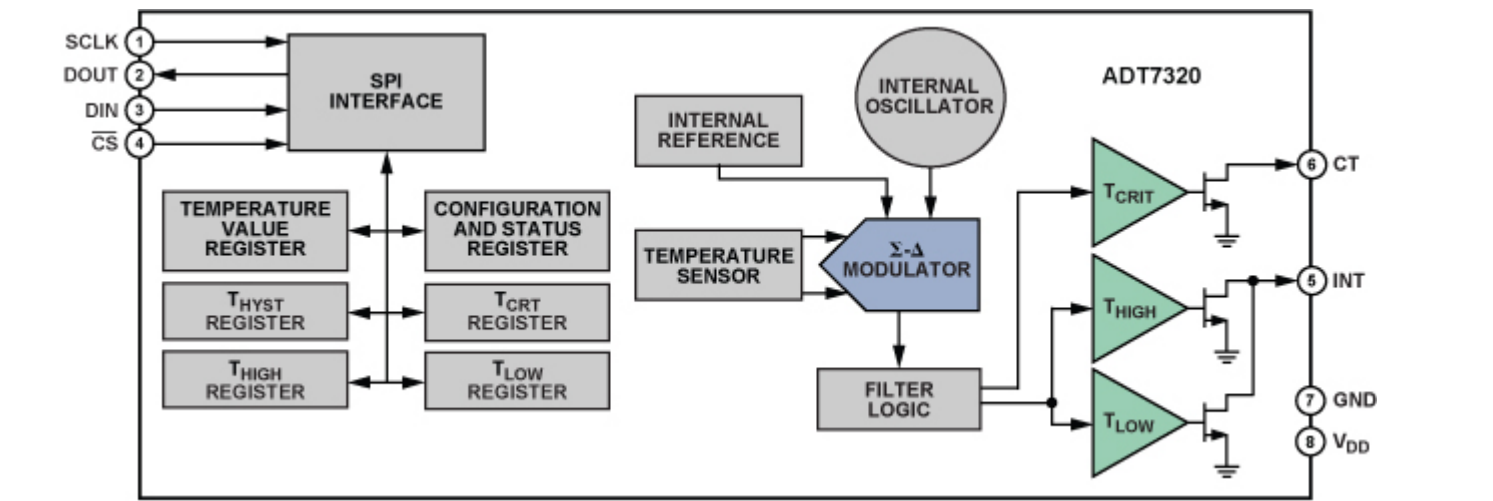 SCLK 1
DOUT 2
DIN 3
CS 4
SPI
INTERFACE
TEMPERATURE
VALUE
REGISTER
CONFIGURATION
AND STATUS
REGISTER
THYST
REGISTER
TCRT
REGISTER
THIGH
REGISTER
TLOW
REGISTER
INTERNAL
REFERENCE
INTERNAL
OSCILLATOR
TEMPERATURE
SENSOR
Σ-Δ
MODULATOR
FILTER
LOGIC
ADT7320
TCRIT
THIGH
TLOW
6 CT
5 INT
7 GND
8 VDD